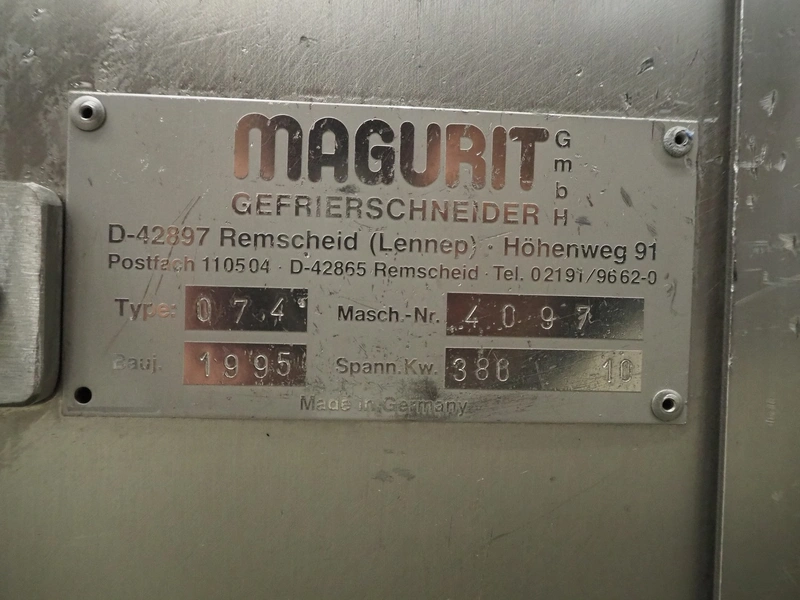 MAGURIT GmbH
GEFRIERSCHNEIDER
D-42897 Remscheid (Lennep) · Höhenweg 91
Postfach 110504 · D-42865 Remscheid · Tel. 02191/9662-0
Type: 074 Masch.-Nr. 4097
Bauj. 1995 Spann.Kw. 380 10
Made in Germany